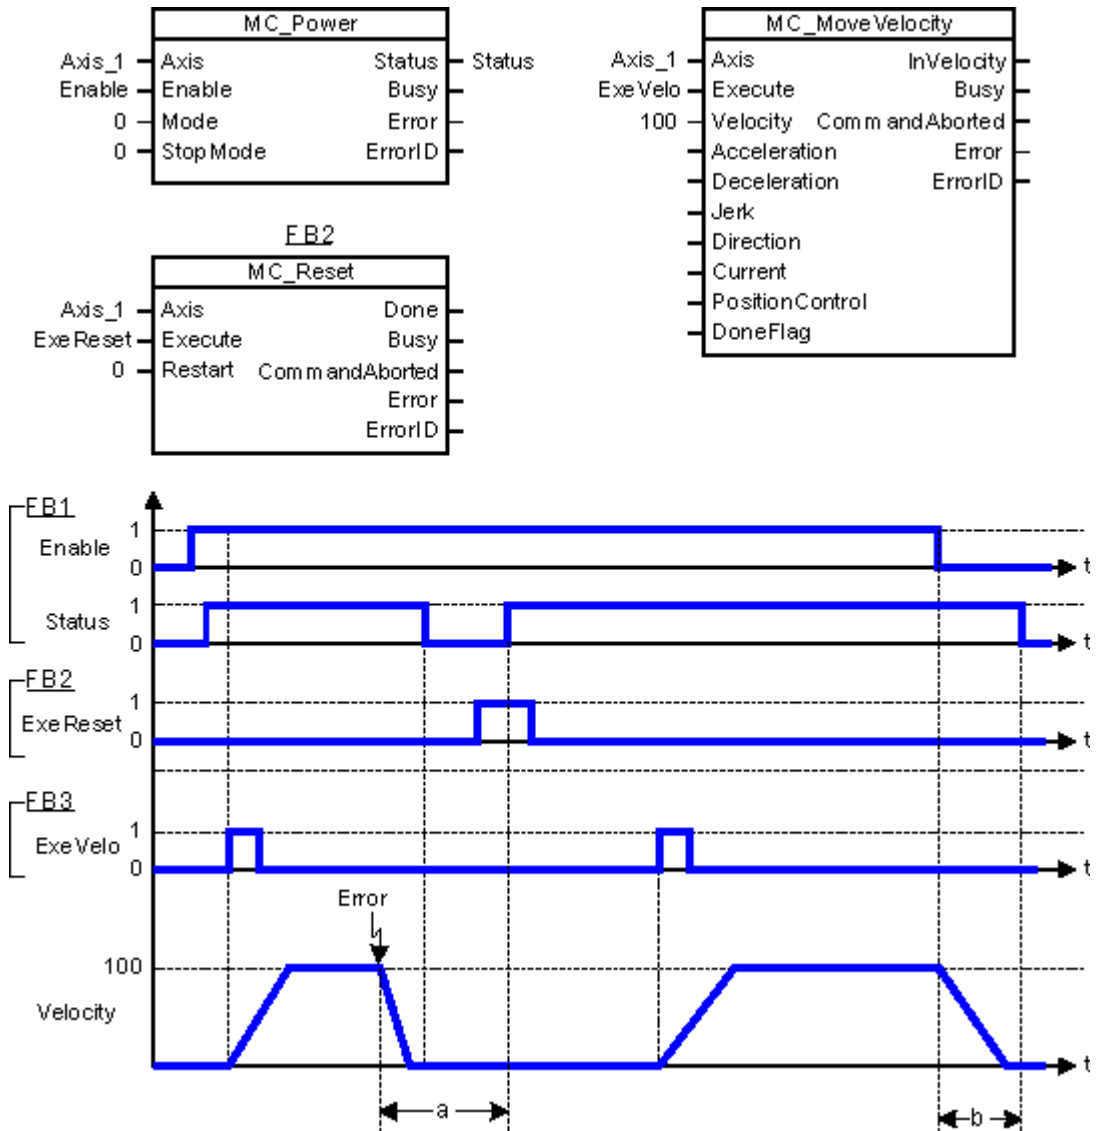 MC_Power
Axis_1 Axis Status Status
Enable Enable Busy
0 Mode Error
0 StopMode ErrorID
MC_MoveVelocity
Axis_1 Axis InVelocity
ExeVelo Execute Busy
100 Velocity CommandAborted
Acceleration Error
Deceleration ErrorID
Jerk
Direction
Current
PositionControl
DoneFlag
FB2
MC_Reset
Axis_1 Axis Done
ExeReset Execute Busy
0 Restart CommandAborted
Error
ErrorID
FB1
1
Enable
0 t
1
Status
0 t
FB2
1
ExeReset
0 t
FB3
1
ExeVelo
0 t
Error
100
Velocity
t
a b